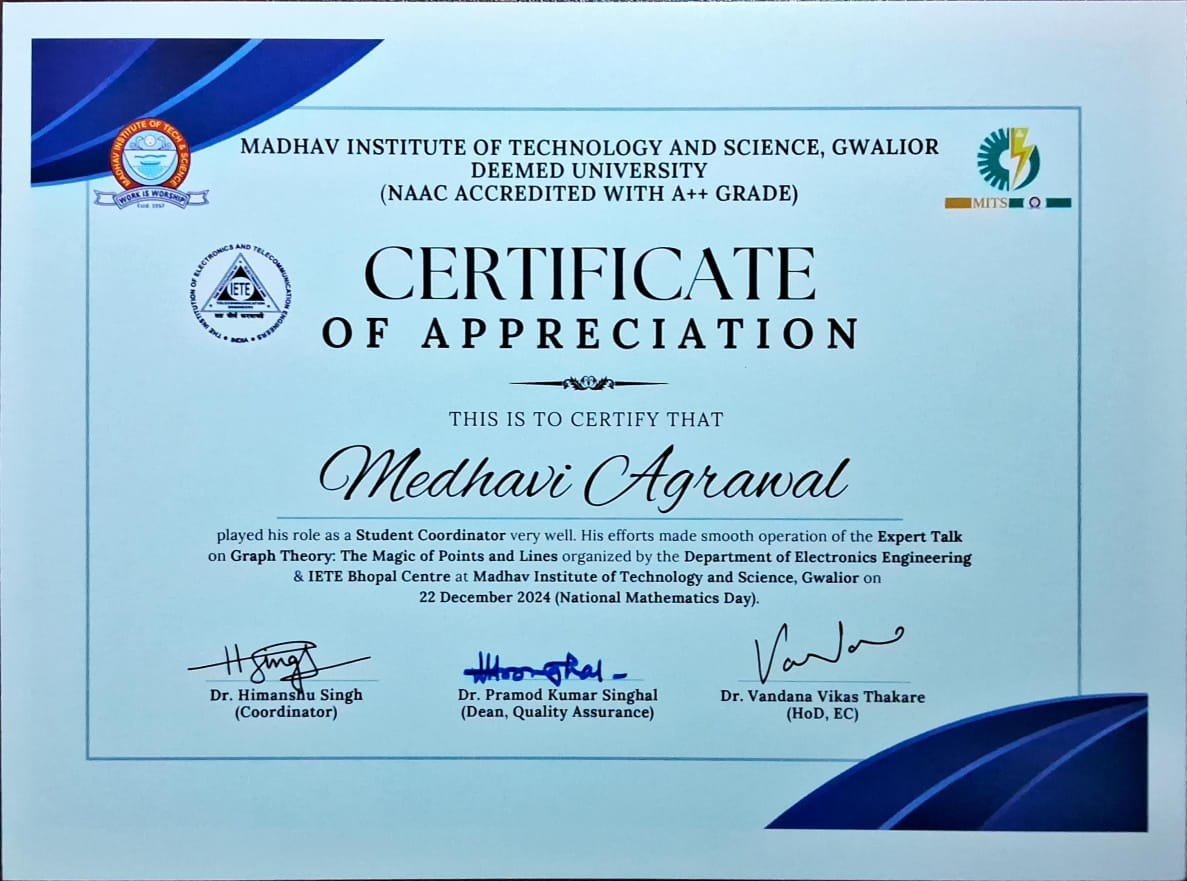 MADHAV INSTITUTE OF TECHNOLOGY AND SCIENCE, GWALIOR
DEEMED UNIVERSITY
(NAAC ACCREDITED WITH A++ GRADE)
MADHAV INSTITUTE OF TECH & SCIENCE
WORK IS WORSHIP
Estd. 1957
MITS
THE INSTITUTION OF ELECTRONICS AND TELECOMMUNICATION ENGINEERS
INDIA
IETE
CERTIFICATE
OF APPRECIATION
THIS IS TO CERTIFY THAT
Medhavi Agrawal
played his role as a Student Coordinator very well. His efforts made smooth operation of the Expert Talk
on Graph Theory: The Magic of Points and Lines organized by the Department of Electronics Engineering
& IETE Bhopal Centre at Madhav Institute of Technology and Science, Gwalior on
22 December 2024 (National Mathematics Day).
Dr. Himanshu Singh
(Coordinator)
Dr. Pramod Kumar Singhal
(Dean, Quality Assurance)
Dr. Vandana Vikas Thakare
(HoD, EC)